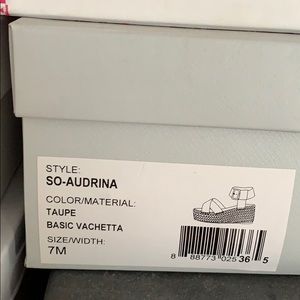 STYLE:
SO-AUDRINA
COLOR/MATERIAL:
TAUPE
BASIC VACHETTA
SIZE/WIDTH:
7M
8 88773 02536 5